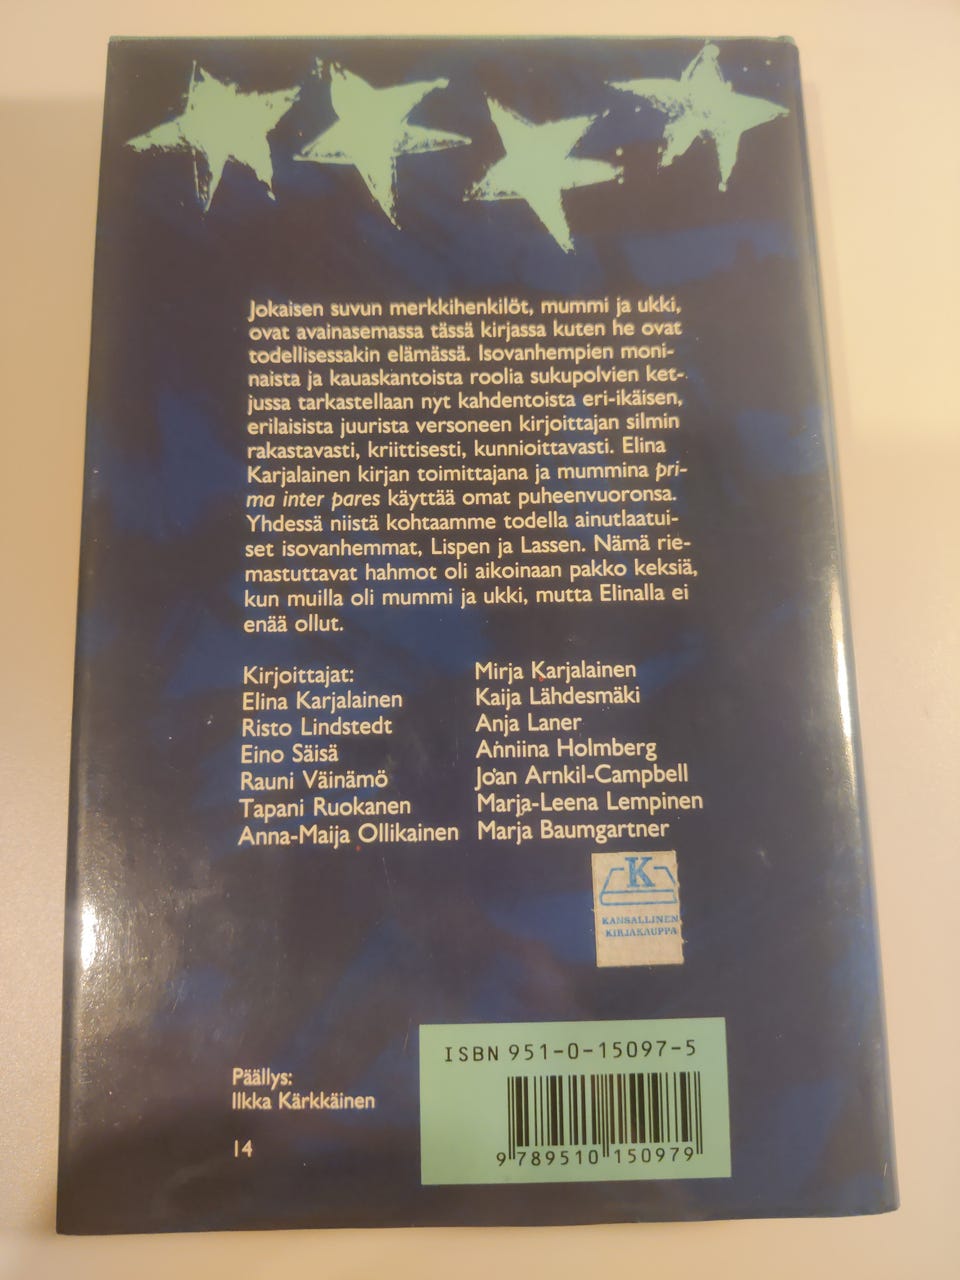 Jokaisen suvun merkkihenkilöt, mummi ja ukki,
ovat avainasemassa tässä kirjassa kuten he ovat
todellisessakin elämässä. Isovanhempien moni-
naista ja kauaskantoista roolia sukupolvien ket-
jussa tarkastellaan nyt kahdentoista eri-ikäisen,
erilaisista juurista versoneen kirjoittajan silmin
rakastavasti, kriittisesti, kunnioittavasti. Elina
Karjalainen kirjan toimittajana ja mummina pri-
ma inter pares käyttää omat puheenvuoronsa.
Yhdessä niistä kohtaamme todella ainutlaatui-
set isovanhemmat, Lispen ja Lassen. Nämä rie-
mastuttavat hahmot oli aikoinaan pakko keksiä,
kun muilla oli mummi ja ukki, mutta Elinalla ei
enää ollut.
Kirjoittajat:
Elina Karjalainen
Risto Lindstedt
Eino Säisä
Rauni Väinämö
Tapani Ruokanen
Anna-Maija Ollikainen
Mirja Karjalainen
Kaija Lähdesmäki
Anja Laner
Anniina Holmberg
Joan Arnkil-Campbell
Marja-Leena Lempinen
Marja Baumgartner
K
KANSALLINEN
KIRJAKAUPPA
ISBN 951-0-15097-5
9 789510 150979
Päällys:
Ilkka Kärkkäinen
14